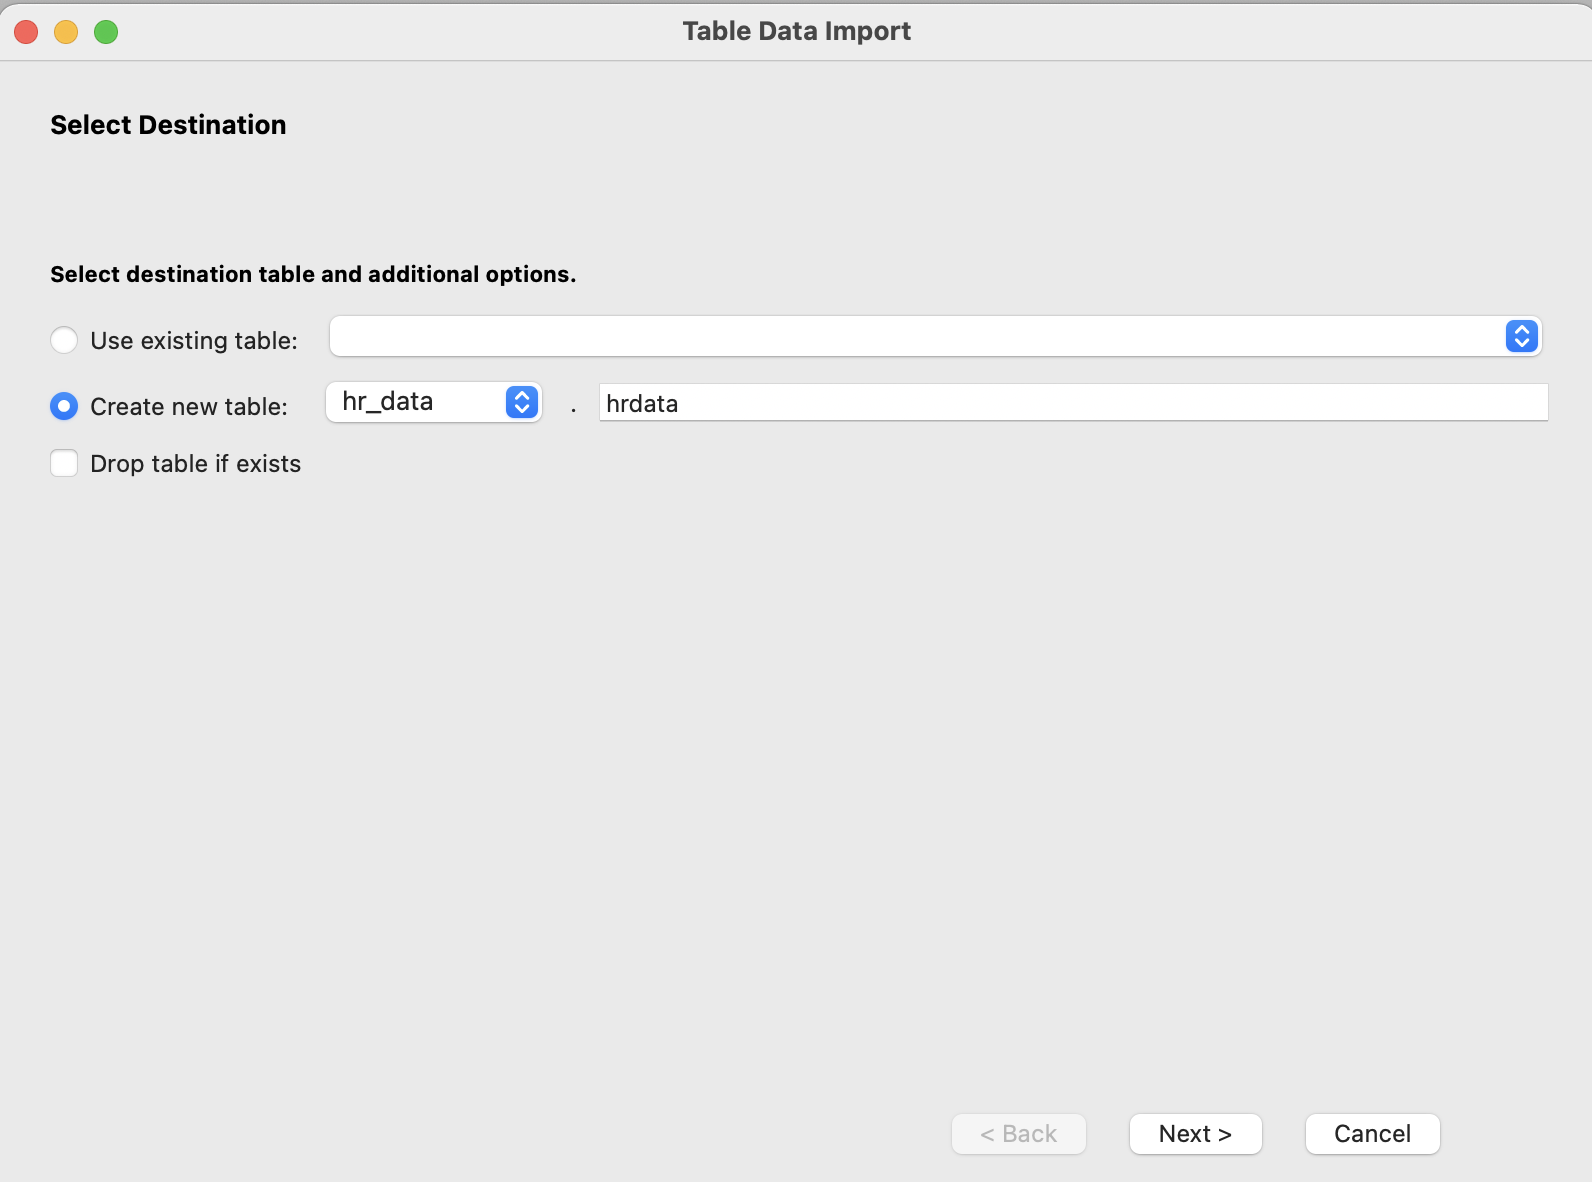 Table Data Import
Select Destination
Select destination table and additional options.
Use existing table:
Create new table: hr_data . hrdata
Drop table if exists
< Back Next > Cancel